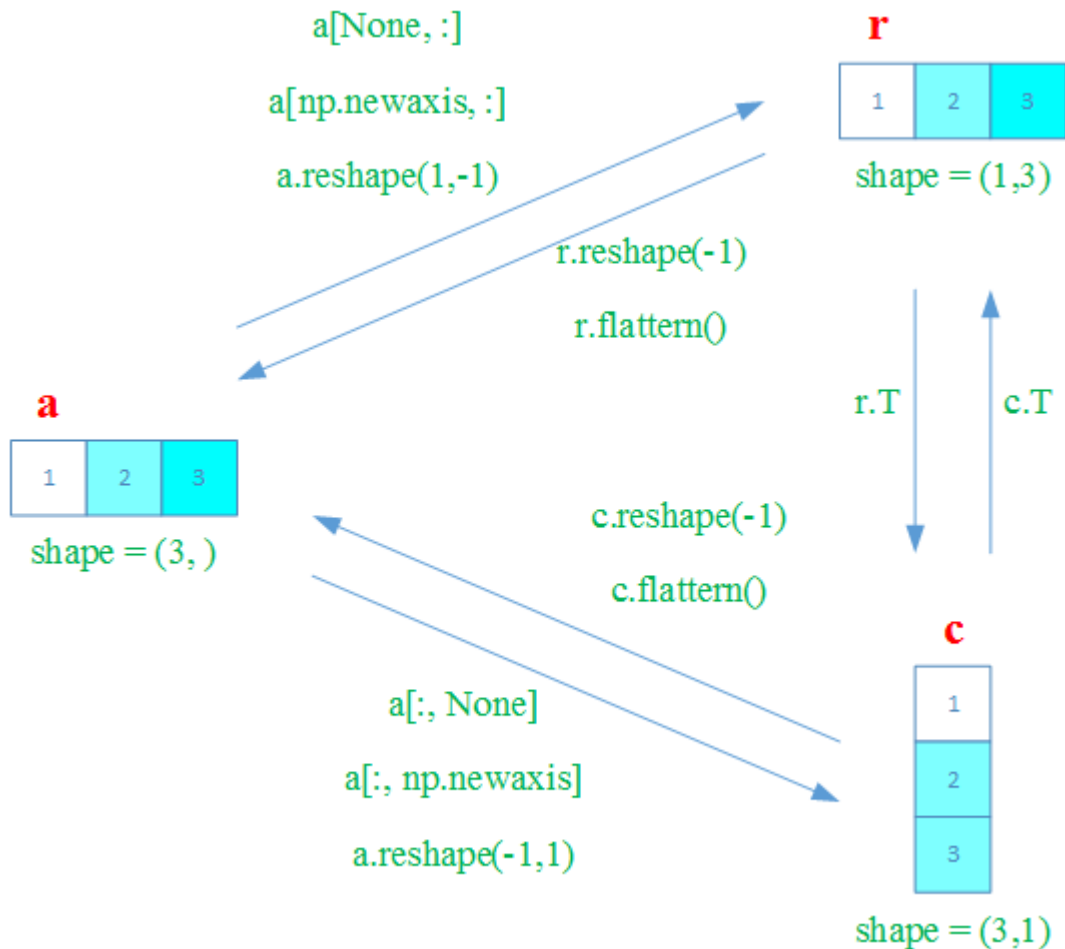 a[None, :]
a[np.newaxis, :]
a.reshape(1,-1)
r
1 2 3
shape = (1,3)
r.reshape(-1)
r.flattern()
r.T
c.T
a
1 2 3
shape = (3, )
c.reshape(-1)
c.flattern()
a[:, None]
a[:, np.newaxis]
a.reshape(-1,1)
c
1
2
3
shape = (3,1)